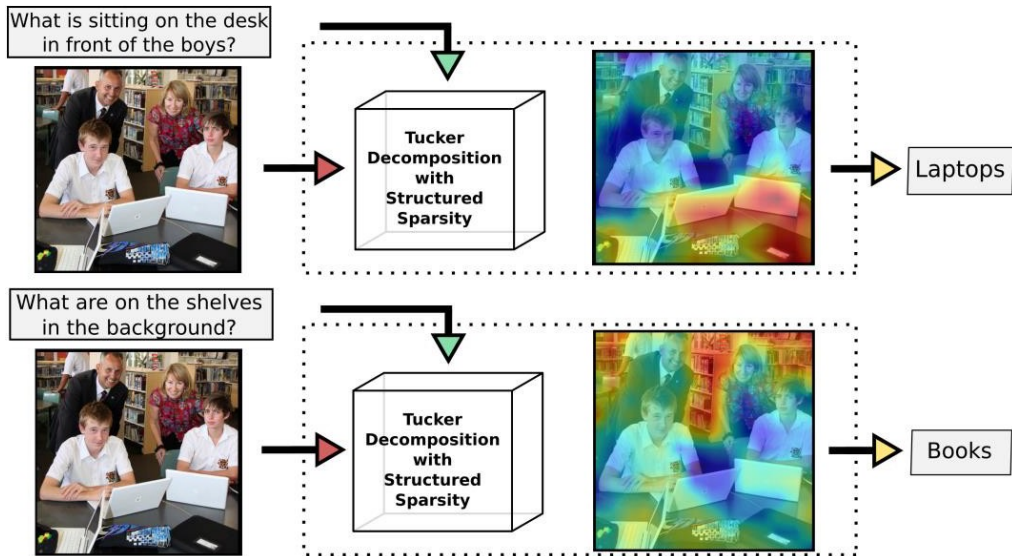 What is sitting on the desk
in front of the boys?
Tucker
Decomposition
with
Structured
Sparsity
Laptops
What are on the shelves
in the background?
Tucker
Decomposition
with
Structured
Sparsity
Books